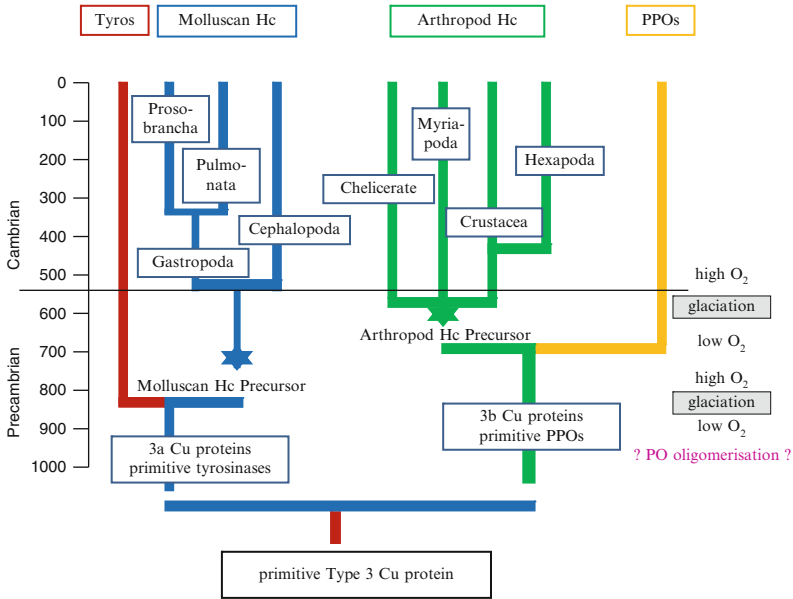 Tyros
Molluscan Hc
Arthropod Hc
PPOs
0
100
200
300
400
500
600
700
800
900
1000
Cambrian
Precambrian
Proso-
brancha
Pulmo-
nata
Cephalopoda
Gastropoda
Chelicerate
Myria-
poda
Hexapoda
Crustacea
high O₂
glaciation
low O₂
high O₂
glaciation
low O₂
? PO oligomerisation ?
Arthropod Hc Precursor
Molluscan Hc Precursor
3a Cu proteins
primitive tyrosinases
3b Cu proteins
primitive PPOs
primitive Type 3 Cu protein